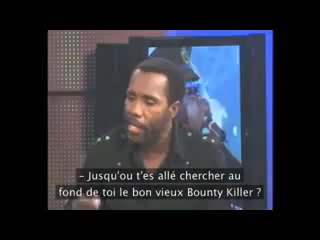 - Jusqu'ou t'es allé chercher au
fond de toi le bon vieux Bounty Killer ?